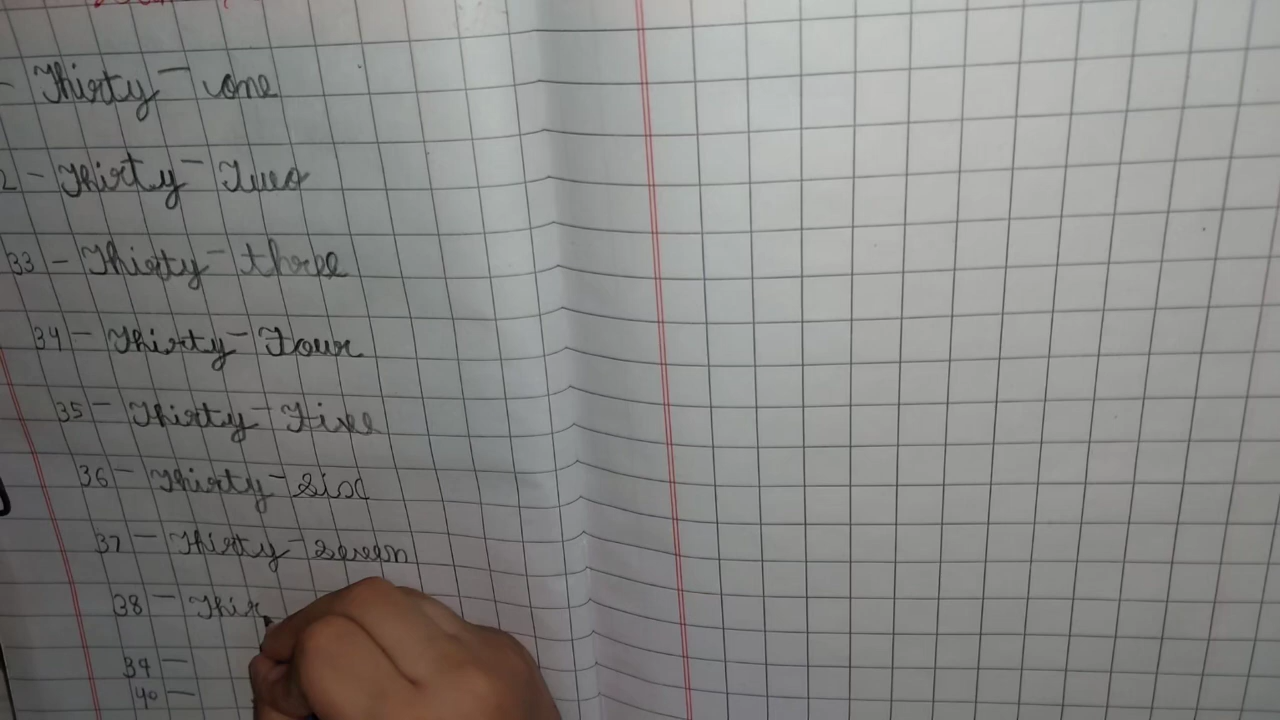 - Thirty - one
2 - Thirty - Two
33 - Thirty - three
34 - Thirty - Four
35 - Thirty - Five
36 - Thirty - six
37 - Thirty - seven
38 - Thir
39 -
40 -